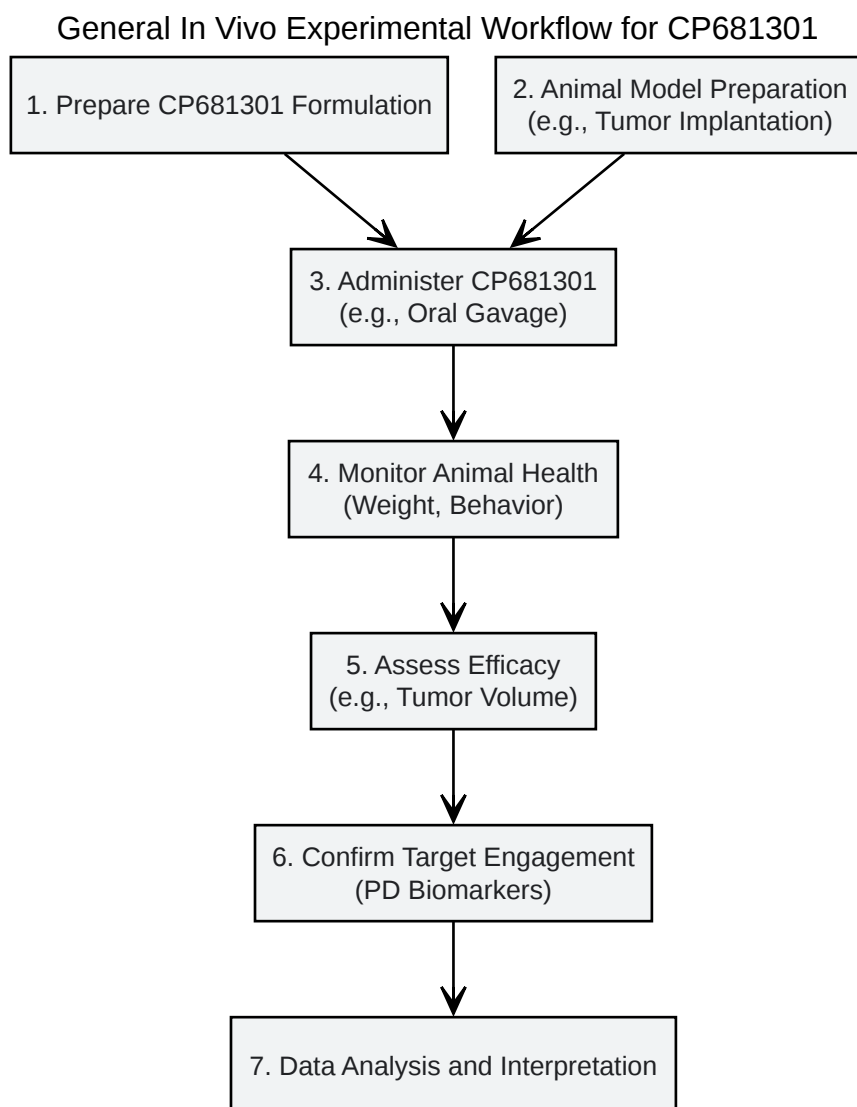 General In Vivo Experimental Workflow for CP681301
1. Prepare CP681301 Formulation
2. Animal Model Preparation
(e.g., Tumor Implantation)
3. Administer CP681301
(e.g., Oral Gavage)
4. Monitor Animal Health
(Weight, Behavior)
5. Assess Efficacy
(e.g., Tumor Volume)
6. Confirm Target Engagement
(PD Biomarkers)
7. Data Analysis and Interpretation